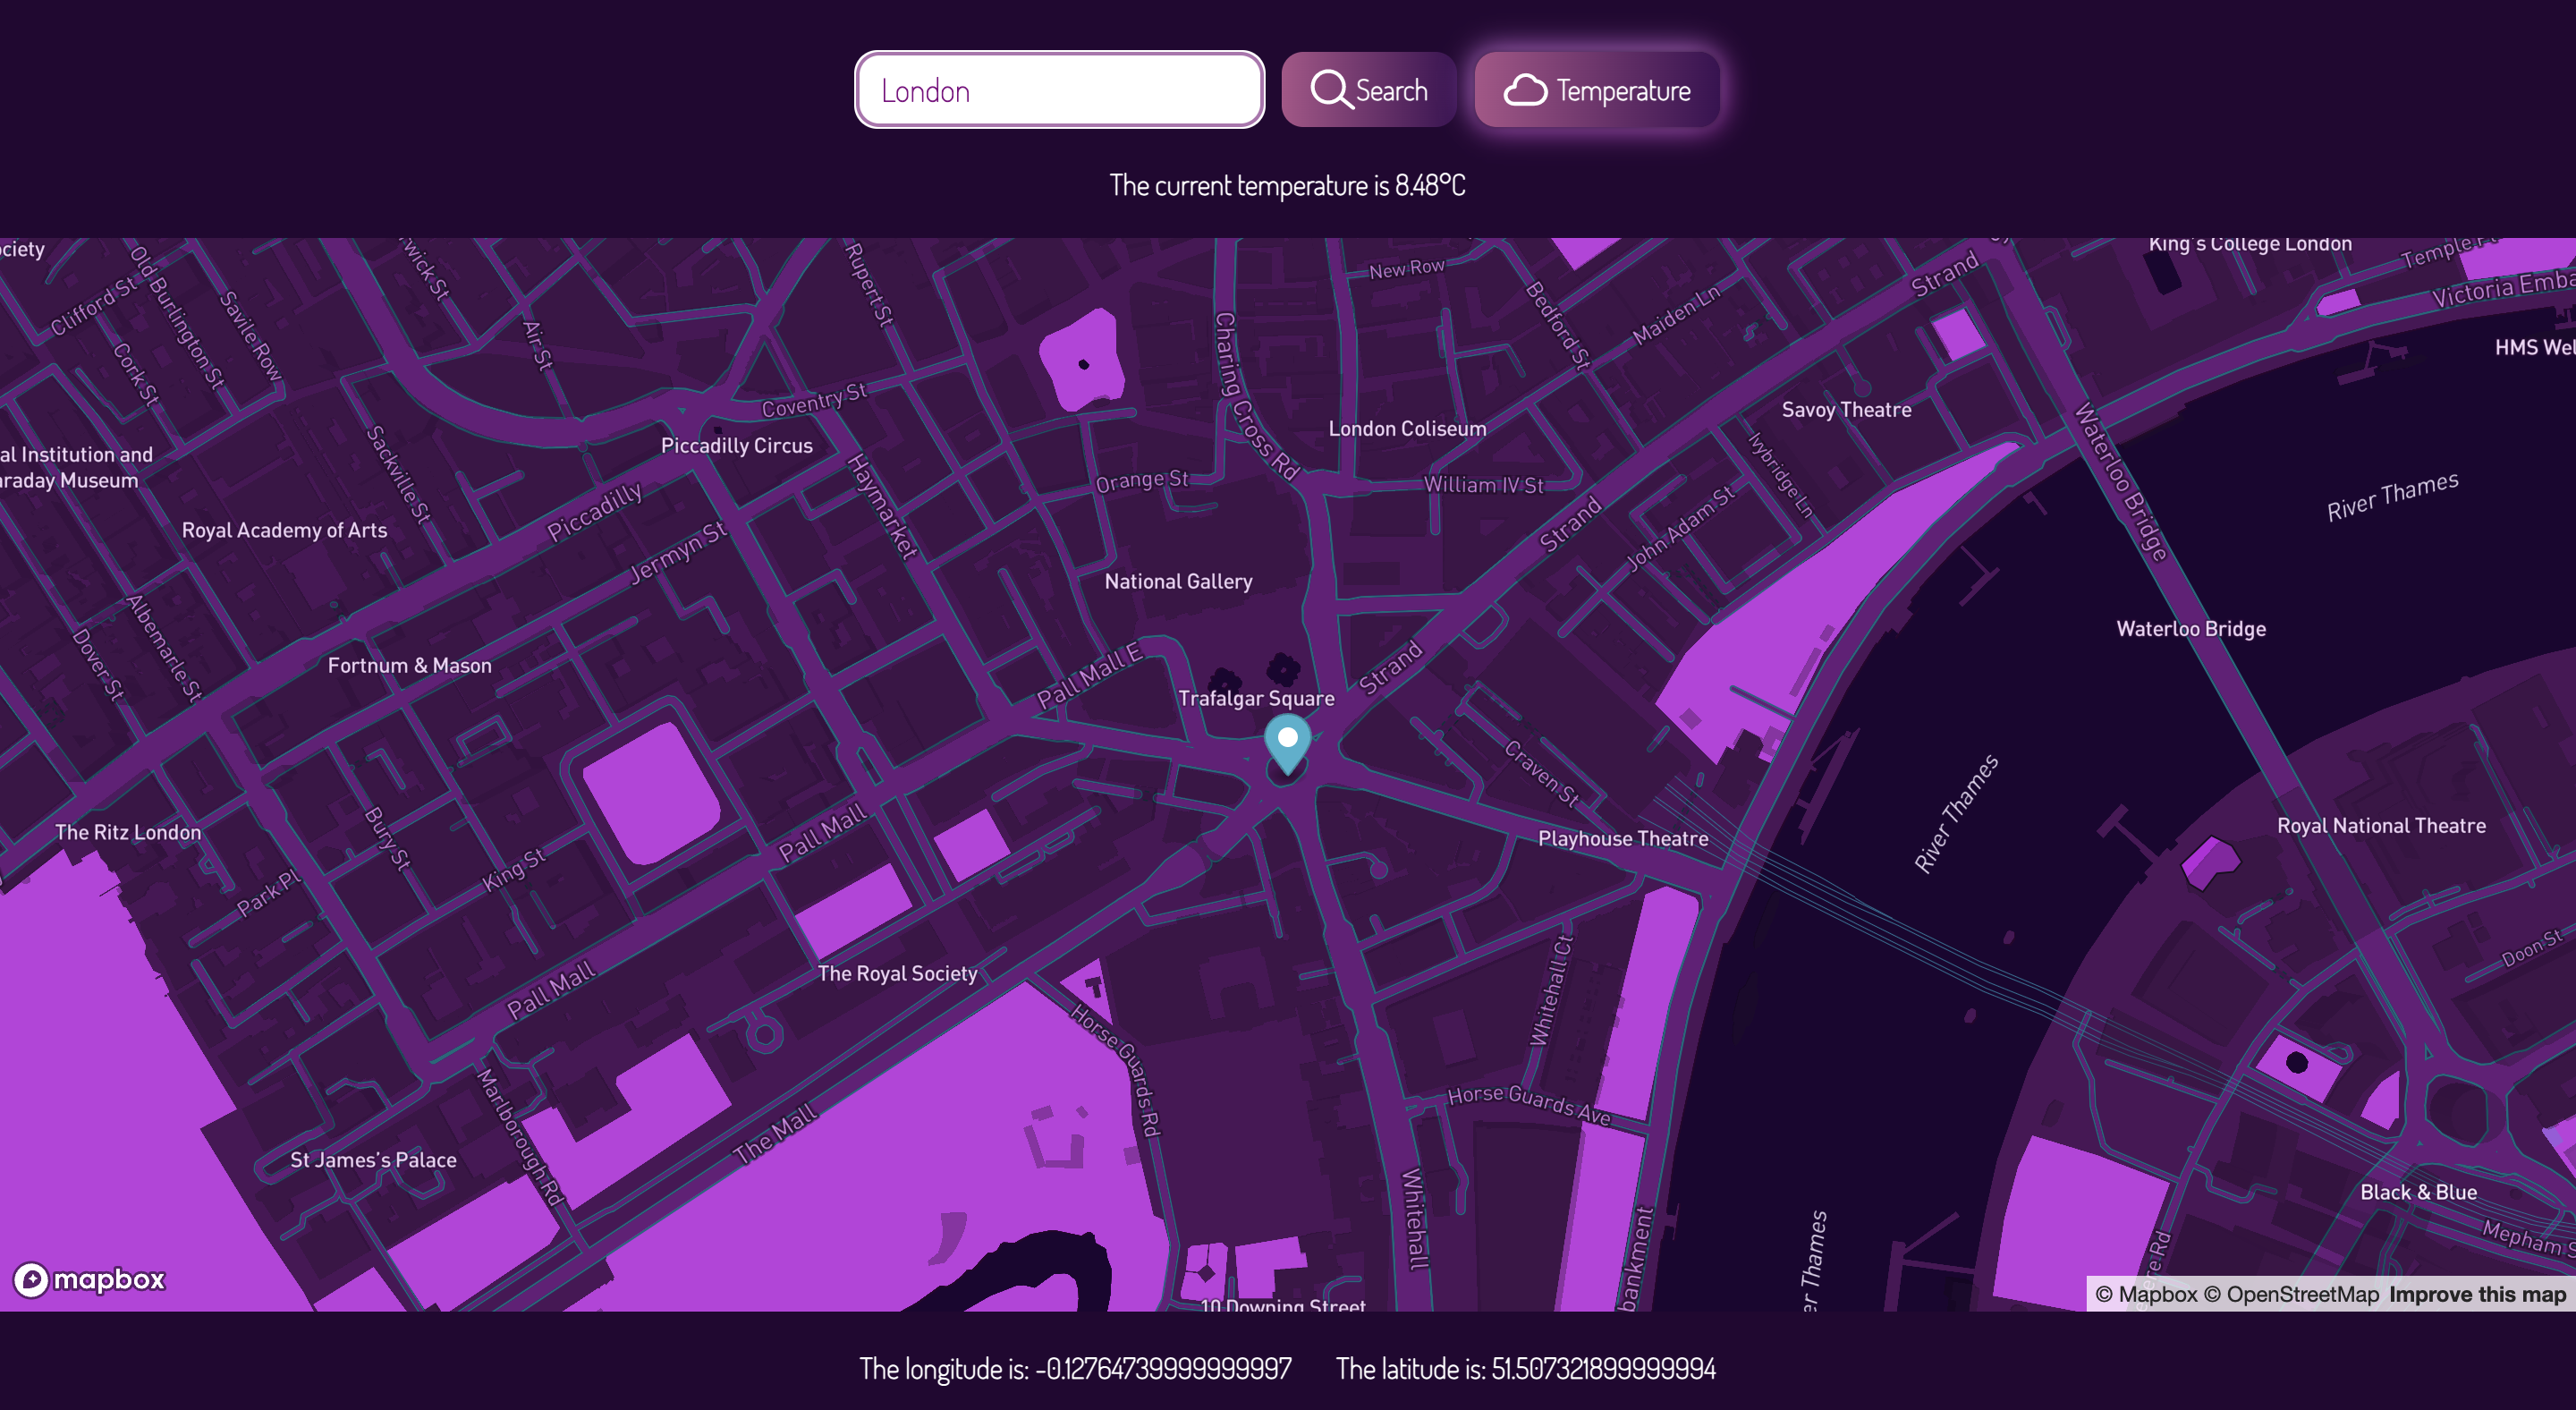 London
Search
Temperature
The current temperature is 8.48°C
ciety
Clifford St
Old Burlington St
Savile Row
Cork St
wick St
Air St
Rupert St
Coventry St
Charing Cross Rd
New Row
Bedford St
Maiden Ln
Strand
King's College London
Temple Pl
Victoria Emba
HMS Wel
Piccadilly Circus
London Coliseum
Savoy Theatre
Waterloo Bridge
al Institution and
araday Museum
Sackville St
Haymarket
Orange St
William IV St
Ivybridge Ln
River Thames
Royal Academy of Arts
Piccadilly
Jermyn St
Strand
John Adam St
National Gallery
Albemarle St
Dover St
Waterloo Bridge
Fortnum & Mason
Pall Mall E
Strand
Trafalgar Square
Craven St
River Thames
The Ritz London
Bury St
Pall Mall
Playhouse Theatre
Royal National Theatre
Park Pl
King St
Doon St
Pall Mall
The Royal Society
Whitehall Ct
Horse Guards Rd
Marlborough Rd
The Mall
Horse Guards Ave
St James's Palace
Whitehall
Black & Blue
Mepham S
bankment
er Thames
ere Rd
mapbox
10 Downing Street
© Mapbox © OpenStreetMap Improve this map
The longitude is: -0.12764739999999997
The latitude is: 51.507321899999994